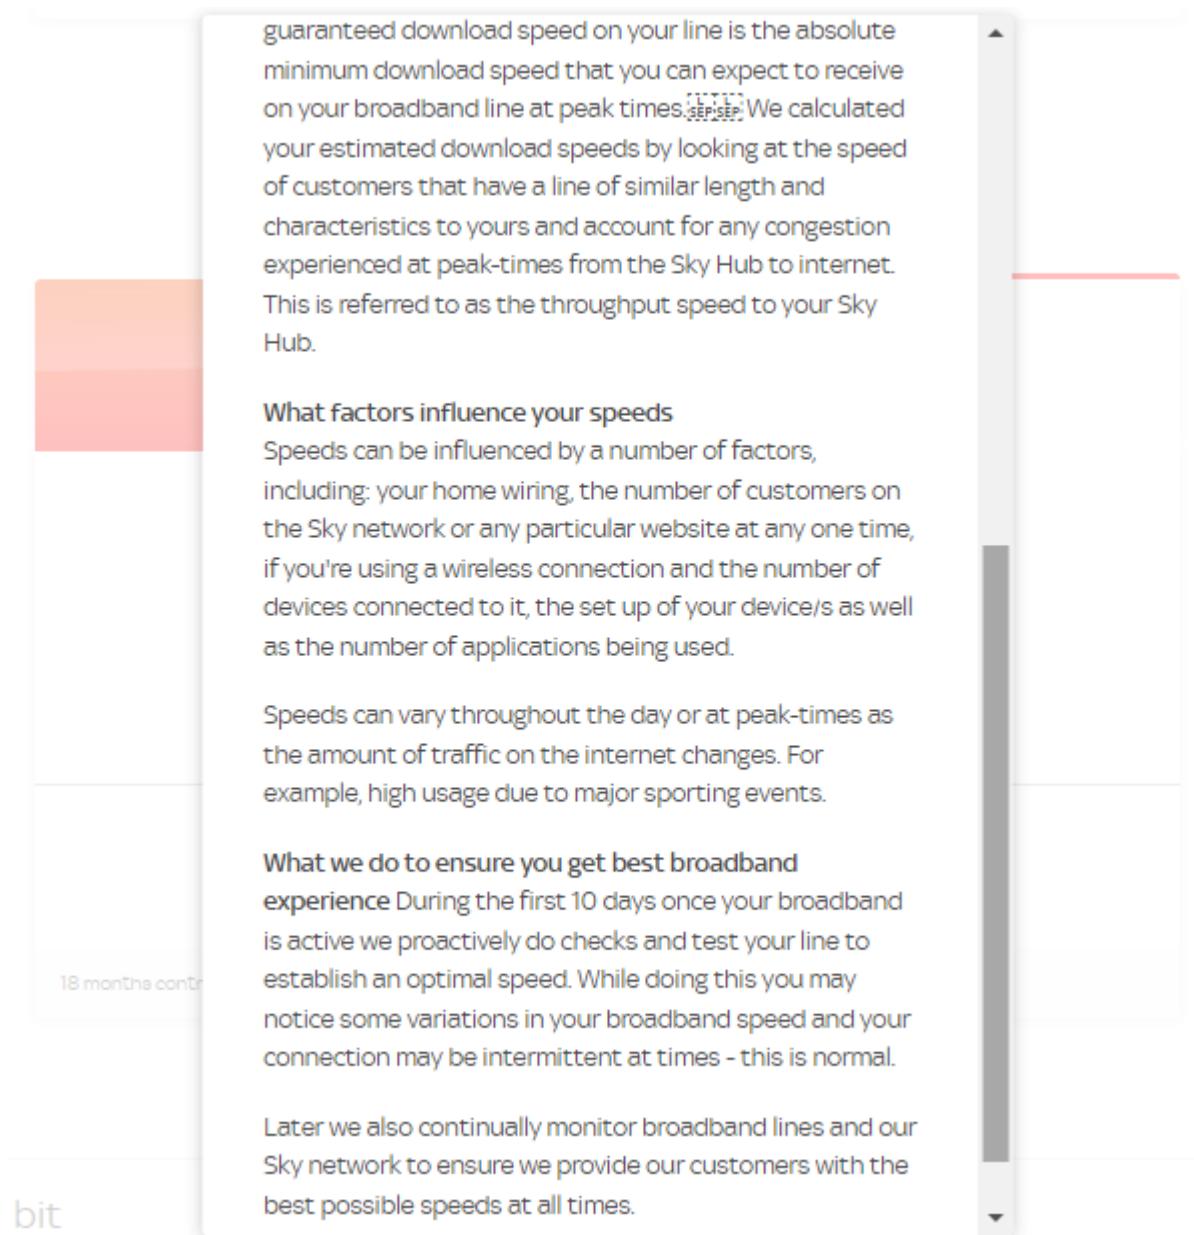 guaranteed download speed on your line is the absolute
minimum download speed that you can expect to receive
on your broadband line at peak times.SEPSEP We calculated
your estimated download speeds by looking at the speed
of customers that have a line of similar length and
characteristics to yours and account for any congestion
experienced at peak-times from the Sky Hub to internet.
This is referred to as the throughput speed to your Sky
Hub.
What factors influence your speeds
Speeds can be influenced by a number of factors,
including: your home wiring, the number of customers on
the Sky network or any particular website at any one time,
if you're using a wireless connection and the number of
devices connected to it, the set up of your device/s as well
as the number of applications being used.
Speeds can vary throughout the day or at peak-times as
the amount of traffic on the internet changes. For
example, high usage due to major sporting events.
What we do to ensure you get best broadband
experience During the first 10 days once your broadband
is active we proactively do checks and test your line to
establish an optimal speed. While doing this you may
notice some variations in your broadband speed and your
connection may be intermittent at times - this is normal.
18 months contr
Later we also continually monitor broadband lines and our
Sky network to ensure we provide our customers with the
best possible speeds at all times.
bit